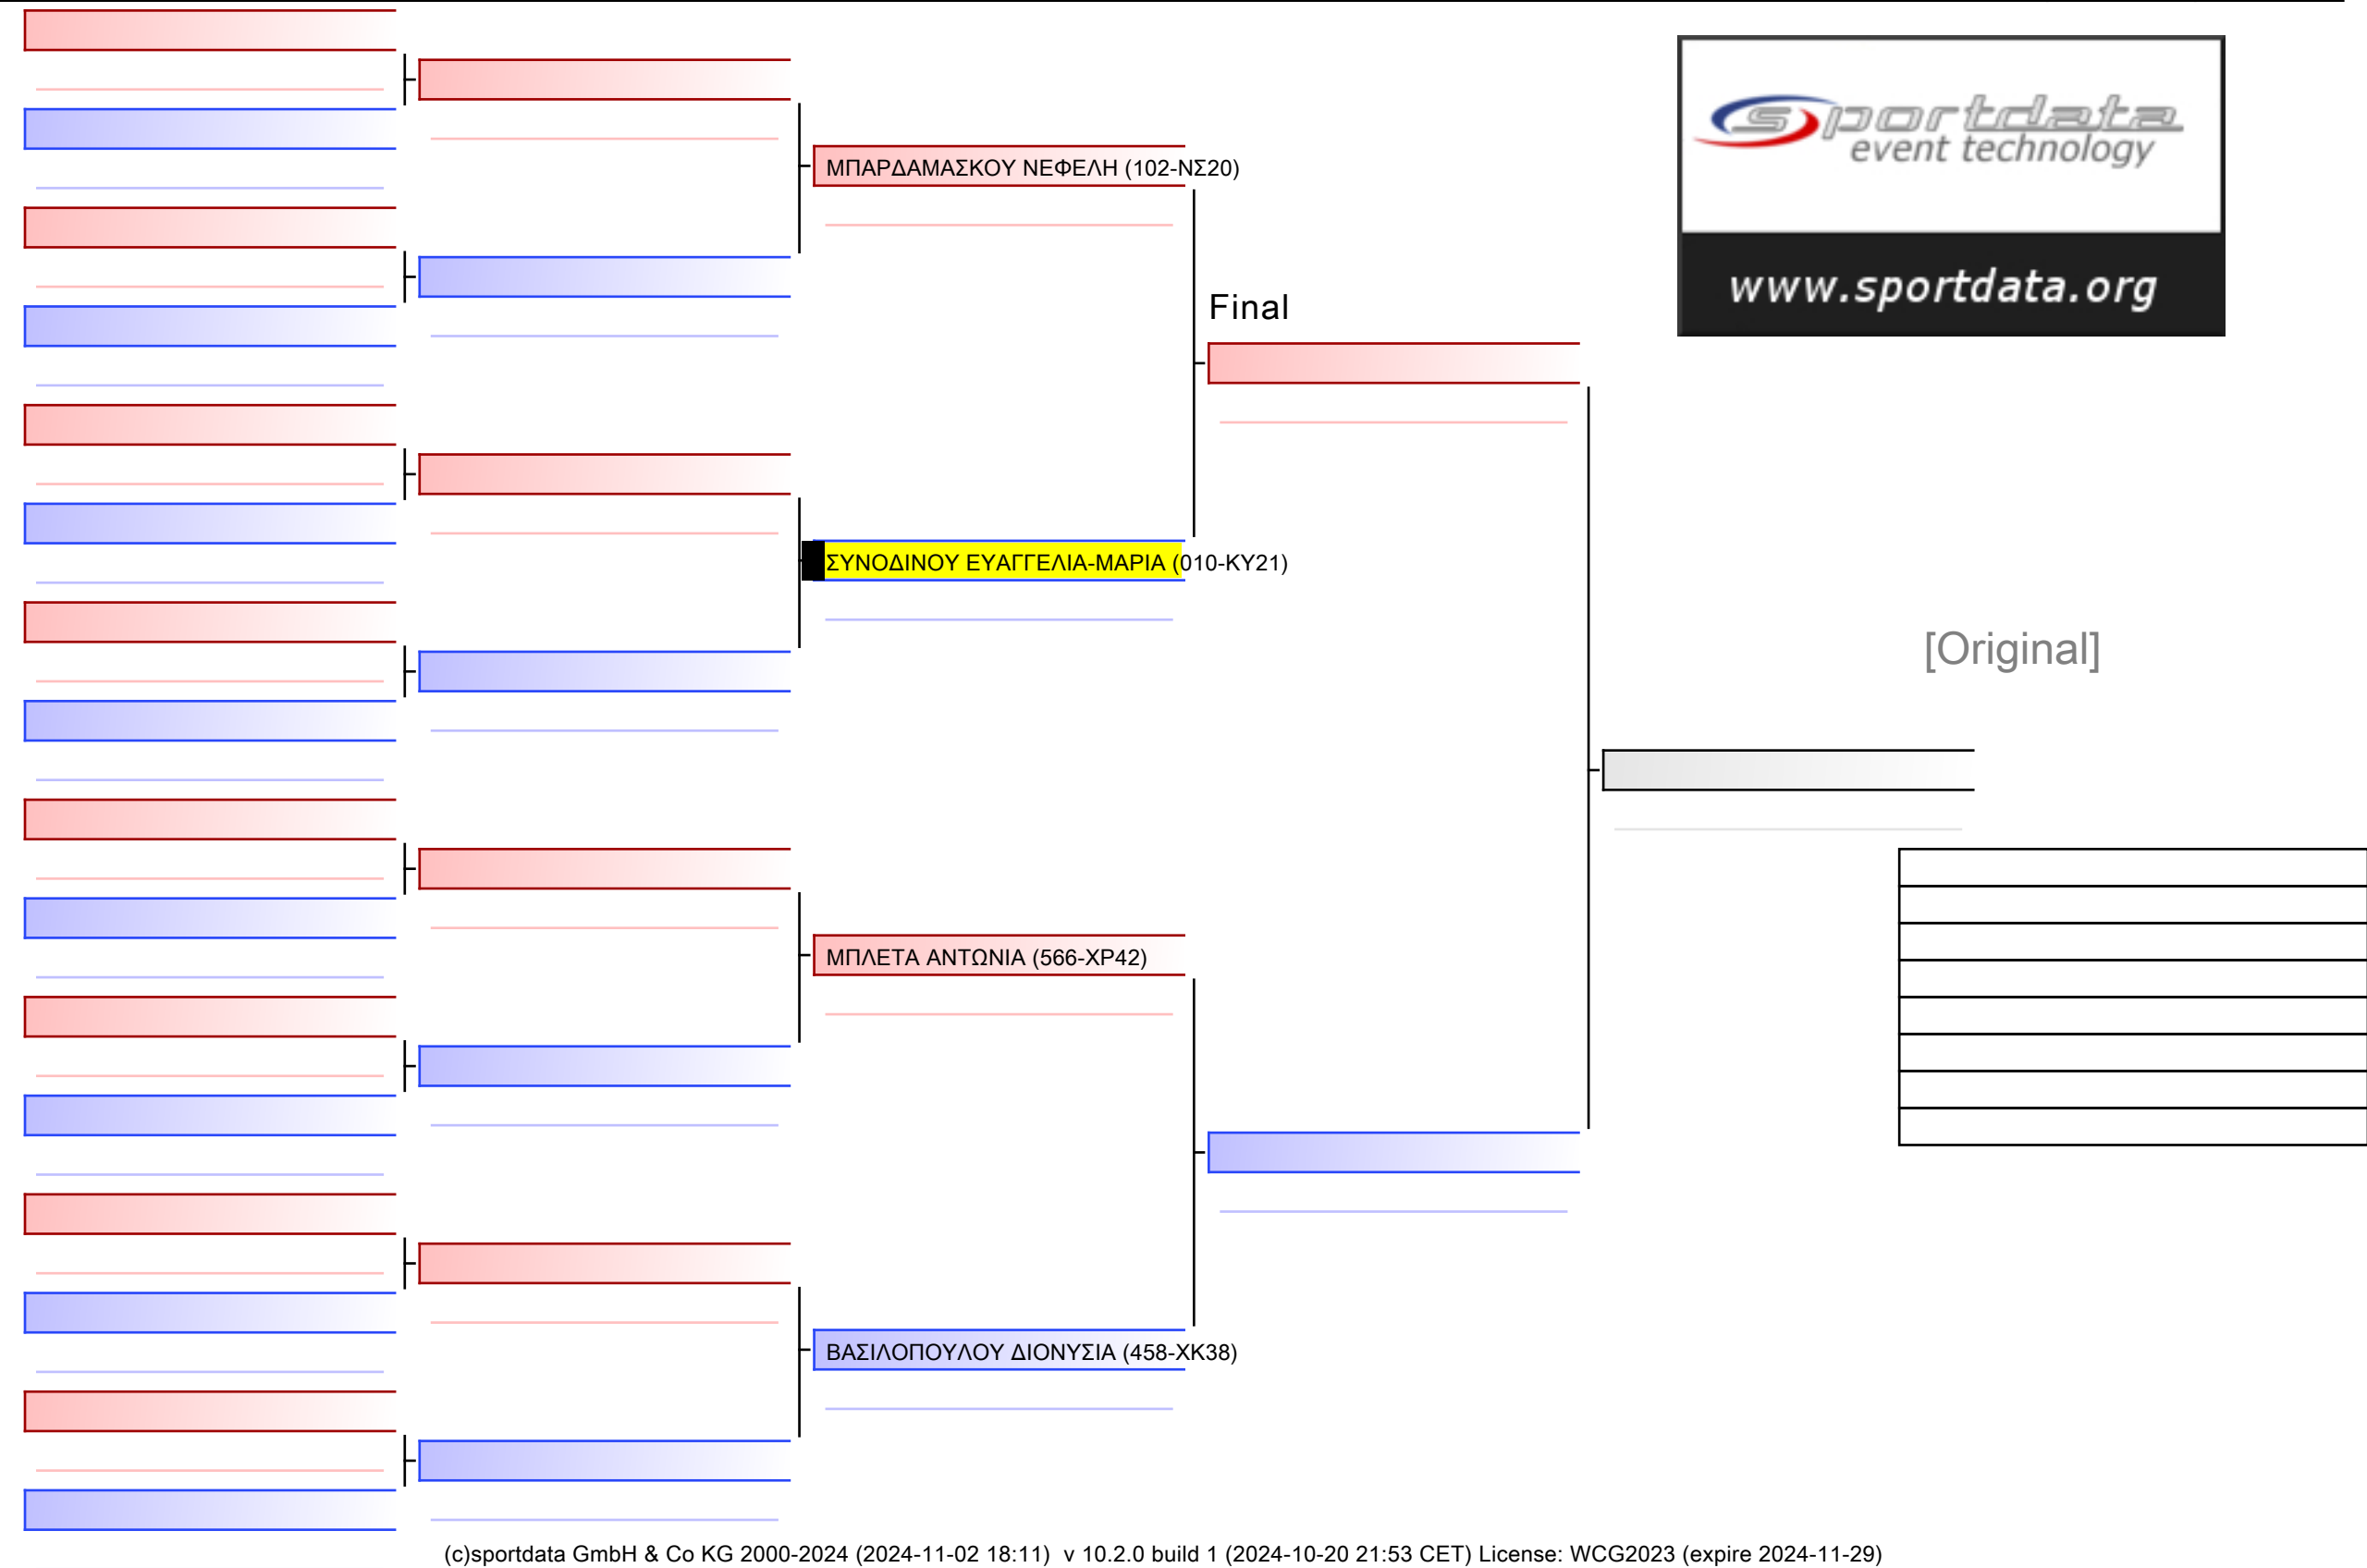 sportdata
event technology
www.sportdata.org
ΜΠΑΡΔΑΜΑΣΚΟΥ ΝΕΦΕΛΗ (102-ΝΣ20)
Final
ΣΥΝΟΔΙΝΟΥ ΕΥΑΓΓΕΛΙΑ-ΜΑΡΙΑ (010-ΚΥ21)
[Original]
ΜΠΛΕΤΑ ΑΝΤΩΝΙΑ (566-ΧΡ42)
ΒΑΣΙΛΟΠΟΥΛΟΥ ΔΙΟΝΥΣΙΑ (458-ΧΚ38)
(c)sportdata GmbH & Co KG 2000-2024 (2024-11-02 18:11) v 10.2.0 build 1 (2024-10-20 21:53 CET) License: WCG2023 (expire 2024-11-29)